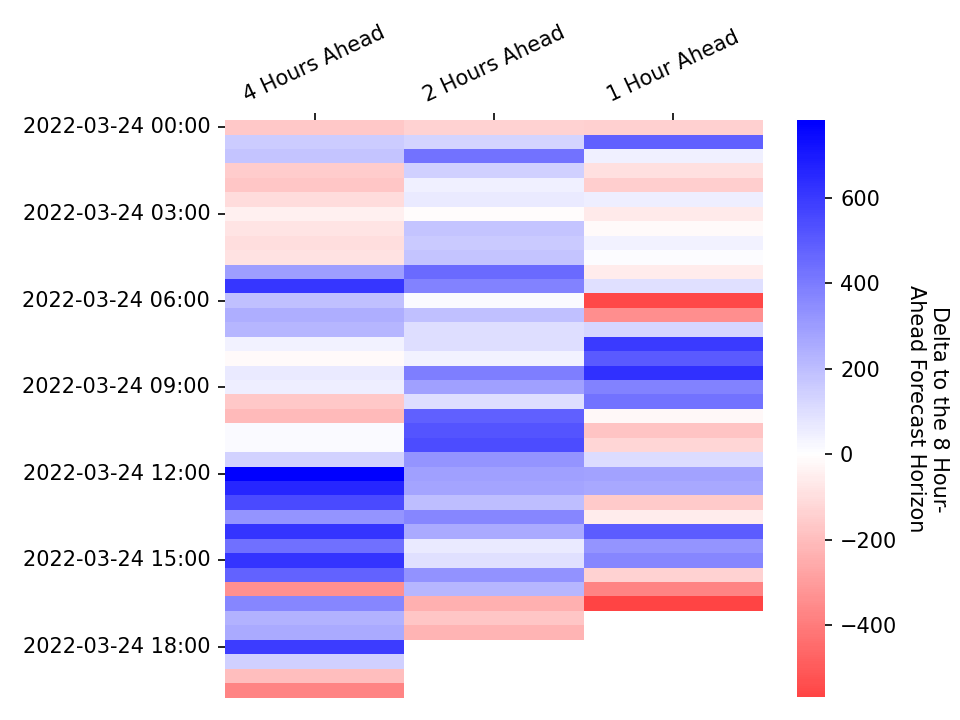 4 Hours Ahead
2 Hours Ahead
1 Hour Ahead
2022-03-24 00:00
2022-03-24 03:00
2022-03-24 06:00
2022-03-24 09:00
2022-03-24 12:00
2022-03-24 15:00
2022-03-24 18:00
600
400
200
0
−200
−400
Delta to the 8 Hour-
Ahead Forecast Horizon